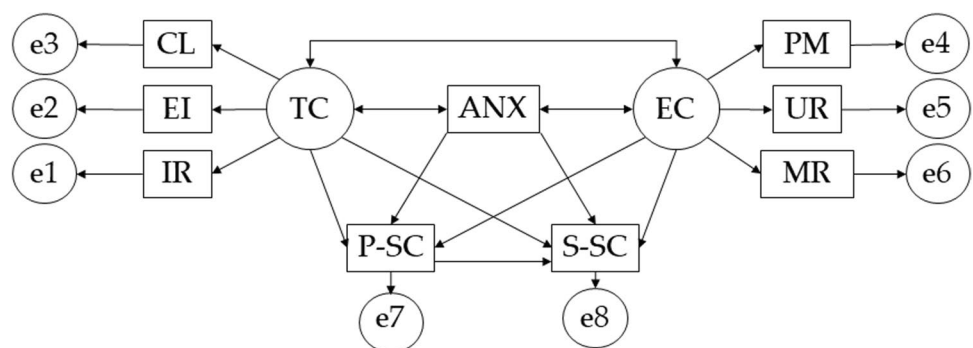 e3 CL PM e4
e2 EI TC ANX EC UR e5
e1 IR MR e6
P-SC S-SC
e7 e8